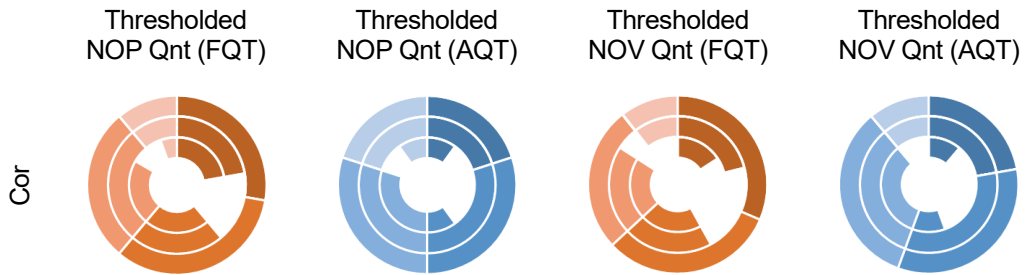 Thresholded
NOP Qnt (FQT)
Thresholded
NOP Qnt (AQT)
Thresholded
NOV Qnt (FQT)
Thresholded
NOV Qnt (AQT)
Cor